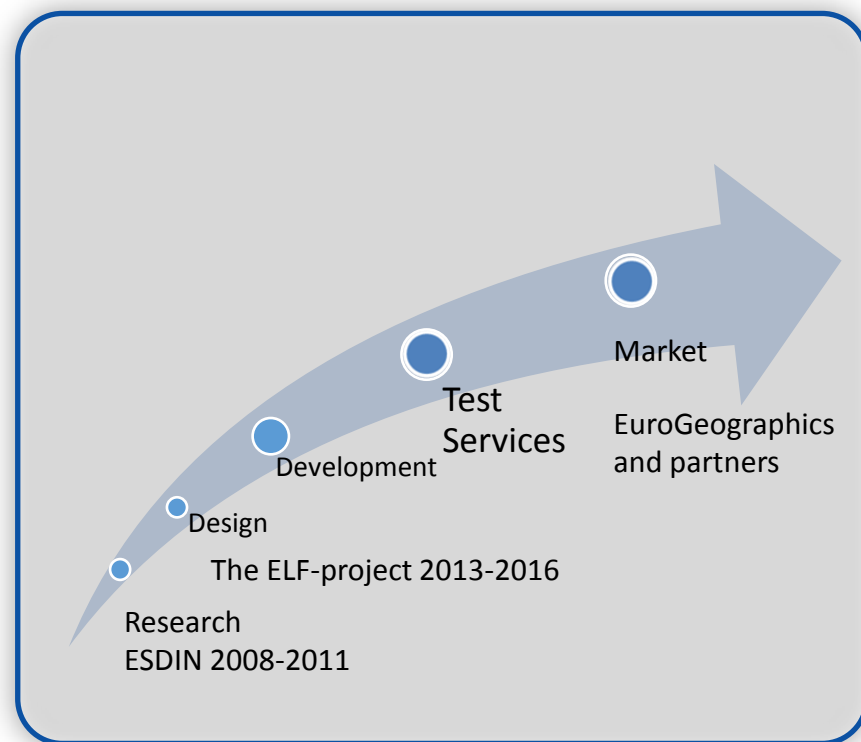 Market
Test
Services
EuroGeographics
and partners
Development
Design
The ELF-project 2013-2016
Research
ESDIN 2008-2011